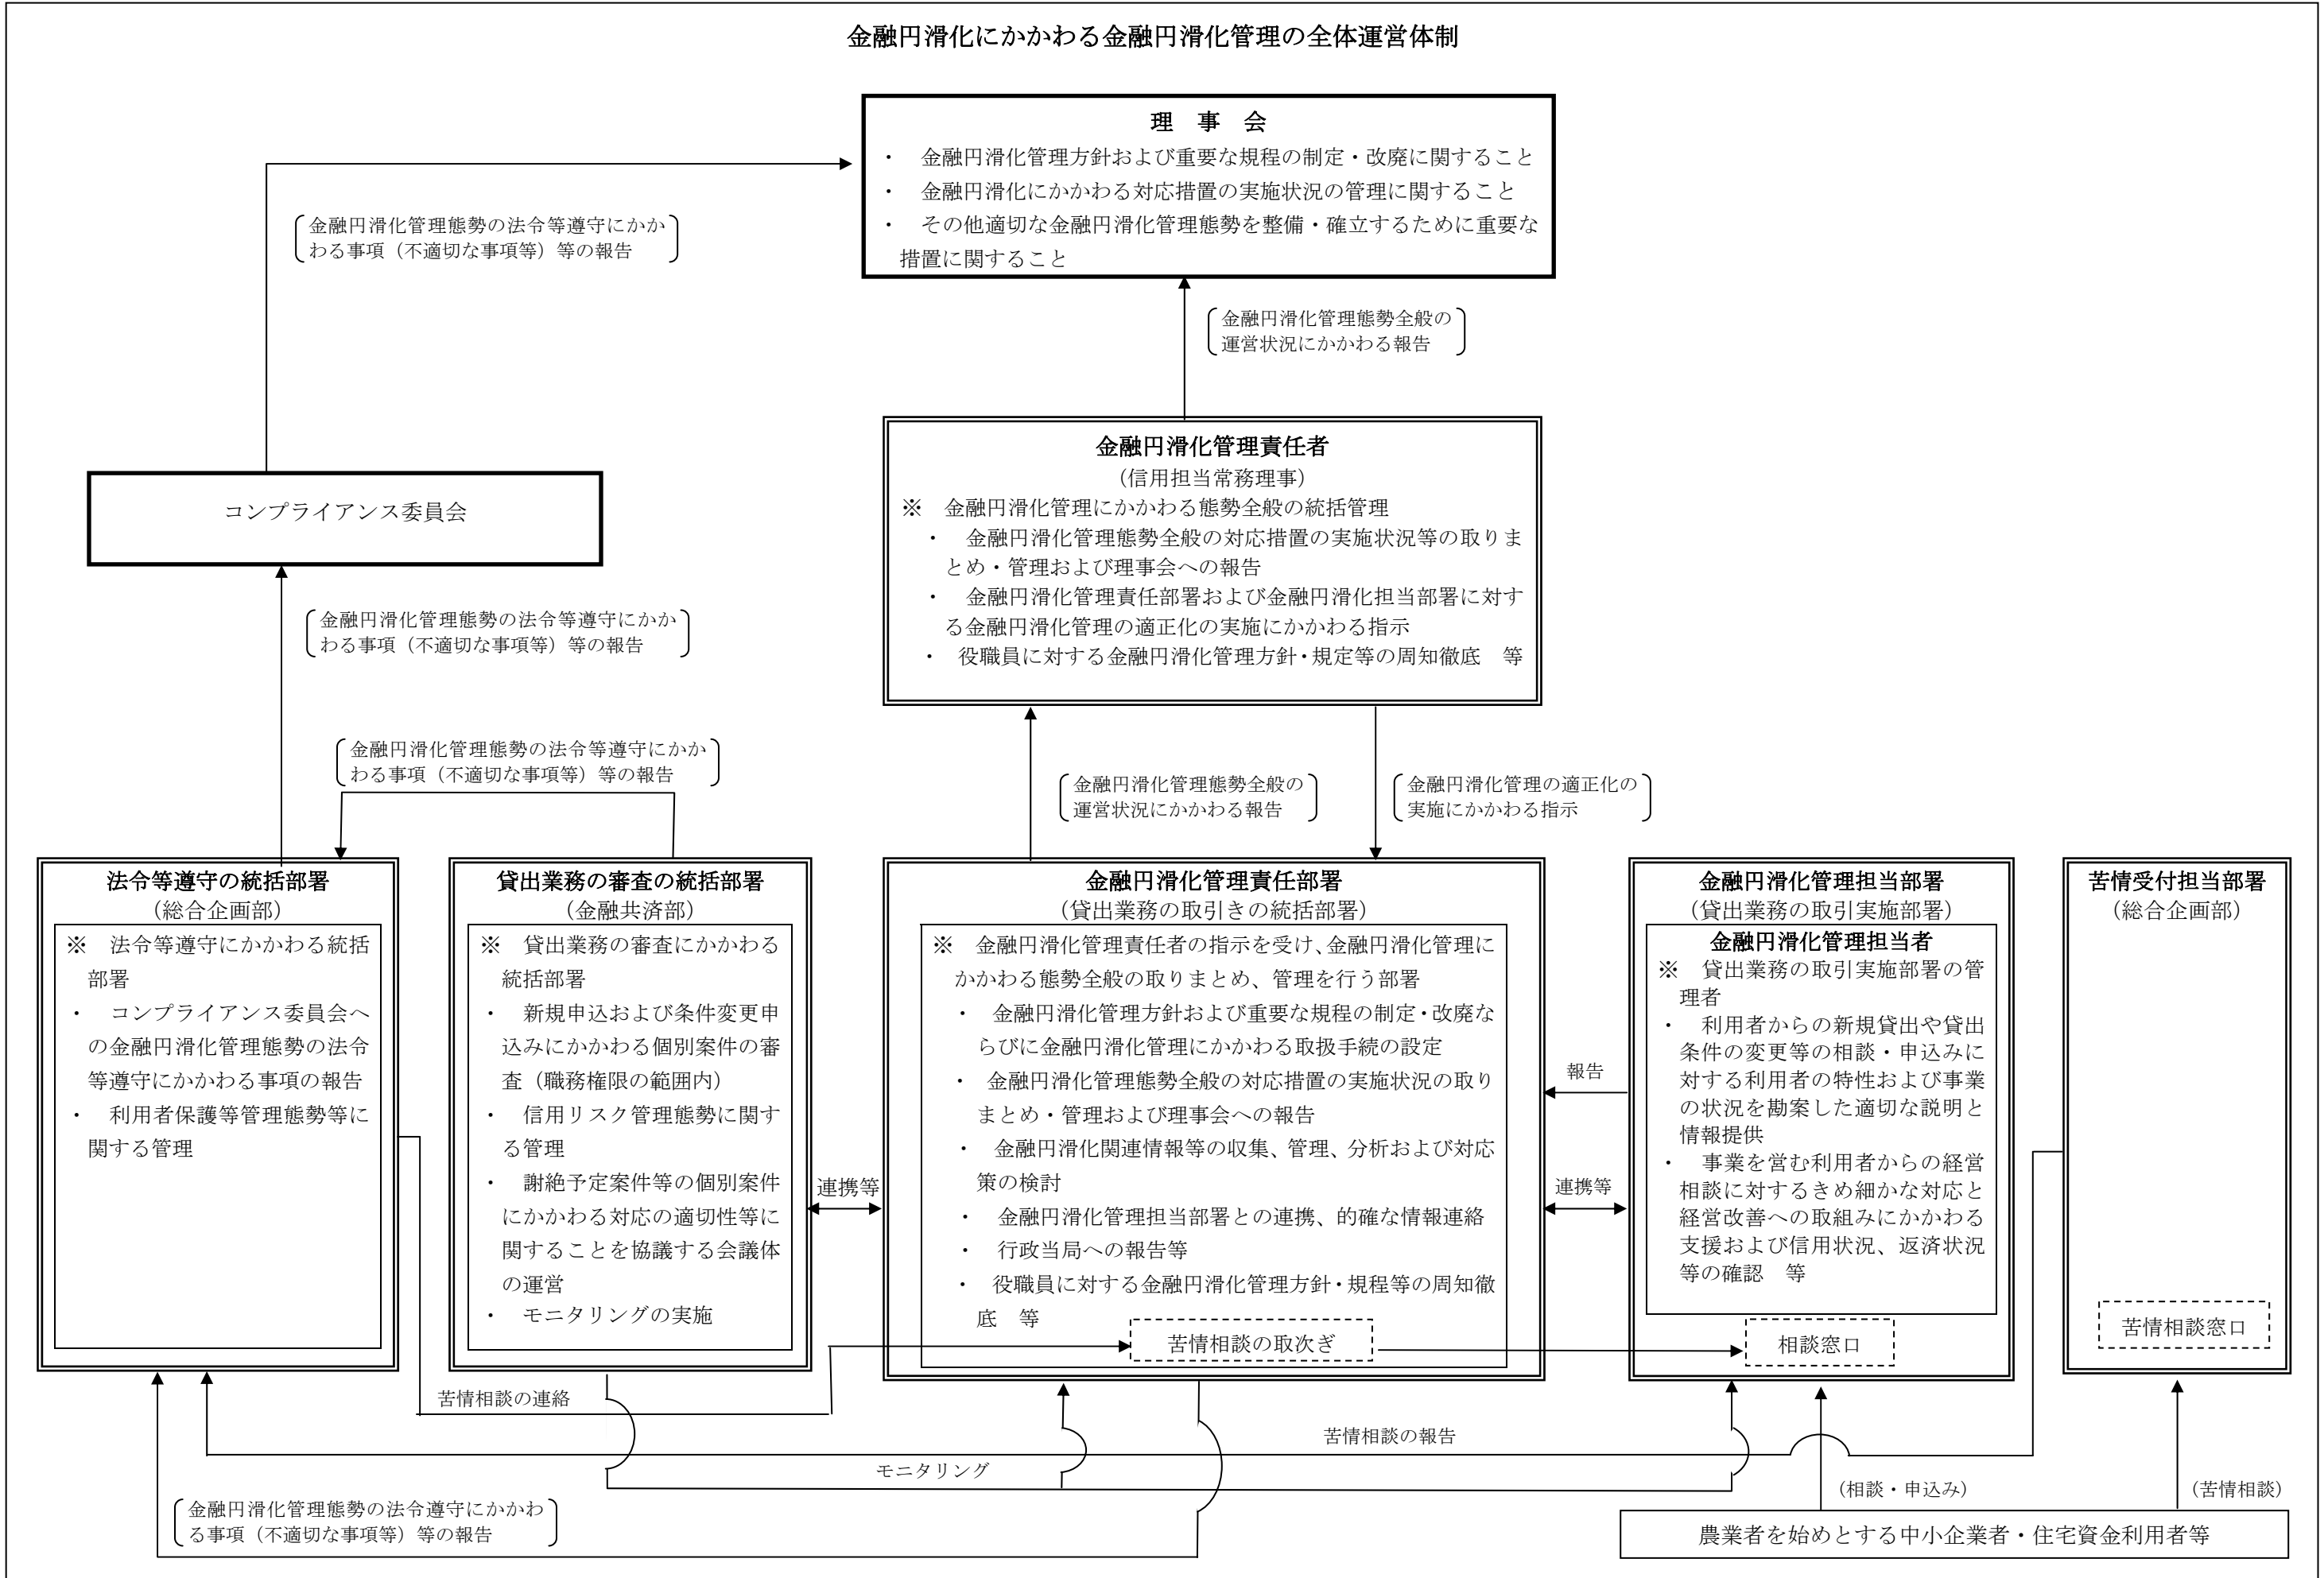 金融円滑化にかかわる金融円滑化管理の全体運営体制
理　事　会
・　金融円滑化管理方針および重要な規程の制定・改廃に関すること
・　金融円滑化にかかわる対応措置の実施状況の管理に関すること
・　その他適切な金融円滑化管理態勢を整備・確立するために重要な
措置に関すること
金融円滑化管理態勢の法令等遵守にかか
わる事項（不適切な事項等）等の報告
金融円滑化管理態勢全般の
運営状況にかかわる報告
コンプライアンス委員会
金融円滑化管理責任者
（信用担当常務理事）
※　金融円滑化管理にかかわる態勢全般の統括管理
・　金融円滑化管理態勢全般の対応措置の実施状況等の取りま
とめ・管理および理事会への報告
・　金融円滑化管理責任部署および金融円滑化担当部署に対す
る金融円滑化管理の適正化の実施にかかわる指示
・　役職員に対する金融円滑化管理方針・規定等の周知徹底　等
金融円滑化管理態勢の法令等遵守にかか
わる事項（不適切な事項等）等の報告
金融円滑化管理態勢の法令等遵守にかか
わる事項（不適切な事項等）等の報告
金融円滑化管理態勢全般の
運営状況にかかわる報告
金融円滑化管理の適正化の
実施にかかわる指示
法令等遵守の統括部署
（総合企画部）
※　法令等遵守にかかわる統括
部署
・　コンプライアンス委員会へ
の金融円滑化管理態勢の法令
等遵守にかかわる事項の報告
・　利用者保護等管理態勢等に
関する管理
貸出業務の審査の統括部署
（金融共済部）
※　貸出業務の審査にかかわる
統括部署
・　新規申込および条件変更申
込みにかかわる個別案件の審
査（職務権限の範囲内）
・　信用リスク管理態勢に関す
る管理
・　謝絶予定案件等の個別案件
にかかわる対応の適切性等に
関することを協議する会議体
の運営
・　モニタリングの実施
連携等
金融円滑化管理責任部署
（貸出業務の取引きの統括部署）
※　金融円滑化管理責任者の指示を受け、金融円滑化管理に
かかわる態勢全般の取りまとめ、管理を行う部署
・　金融円滑化管理方針および重要な規程の制定・改廃な
らびに金融円滑化管理にかかわる取扱手続の設定
・　金融円滑化管理態勢全般の対応措置の実施状況の取り
まとめ・管理および理事会への報告
・　金融円滑化関連情報等の収集、管理、分析および対応
策の検討
・　金融円滑化管理担当部署との連携、的確な情報連絡
・　行政当局への報告等
・　役職員に対する金融円滑化管理方針・規程等の周知徹
底　等
苦情相談の取次ぎ
報告
連携等
金融円滑化管理担当部署
（貸出業務の取引実施部署）
金融円滑化管理担当者
※　貸出業務の取引実施部署の管
理者
・　利用者からの新規貸出や貸出
条件の変更等の相談・申込みに
対する利用者の特性および事業
の状況を勘案した適切な説明と
情報提供
・　事業を営む利用者からの経営
相談に対するきめ細かな対応と
経営改善への取組みにかかわる
支援および信用状況、返済状況
等の確認　等
相談窓口
苦情受付担当部署
（総合企画部）
苦情相談窓口
苦情相談の連絡
苦情相談の報告
モニタリング
金融円滑化管理態勢の法令遵守にかかわ
る事項（不適切な事項等）等の報告
（相談・申込み）
（苦情相談）
農業者を始めとする中小企業者・住宅資金利用者等